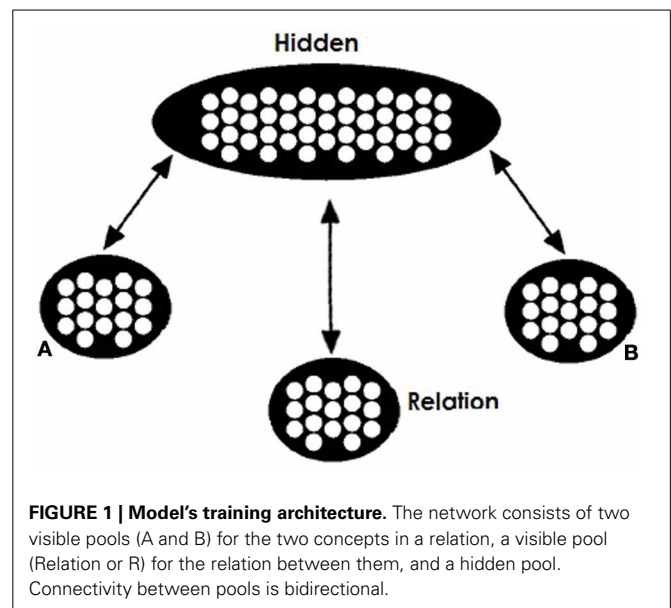 Hidden
A
B
Relation
FIGURE 1 | Model's training architecture. The network consists of two
visible pools (A and B) for the two concepts in a relation, a visible pool
(Relation or R) for the relation between them, and a hidden pool.
Connectivity between pools is bidirectional.